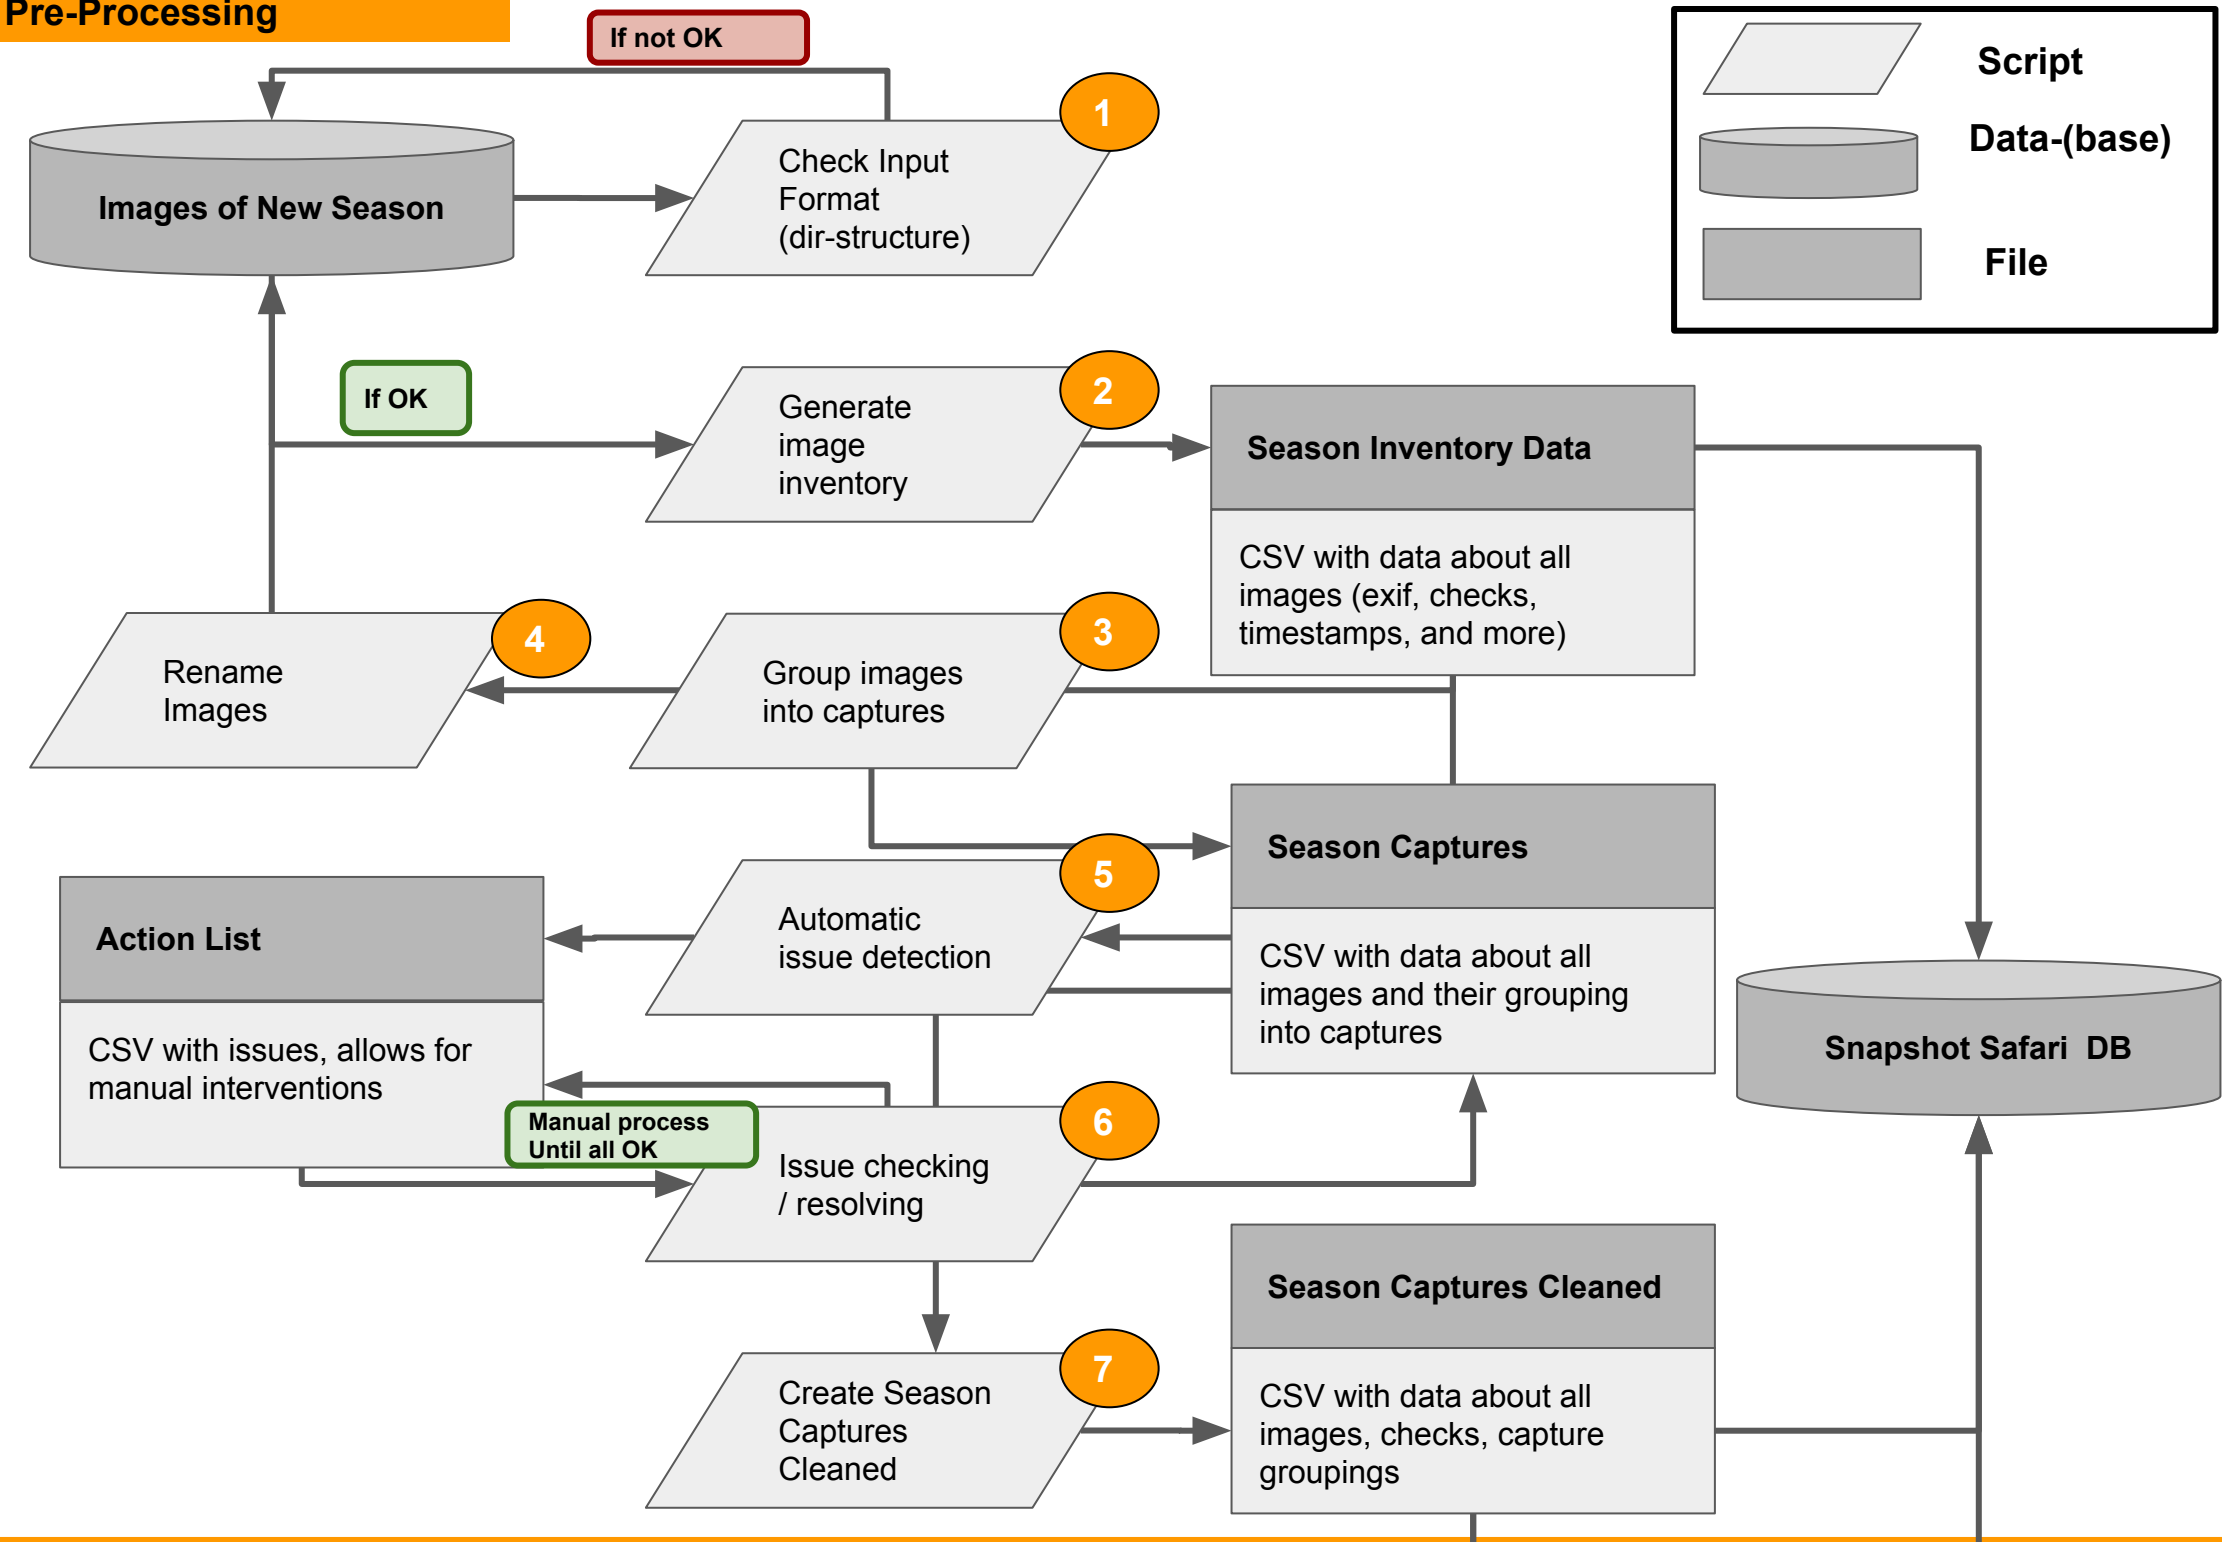 Pre-Processing
If not OK
Script
Data-(base)
File
1
Check Input
Format
(dir-structure)
Images of New Season
If OK
2
Generate
image
inventory
Season Inventory Data
CSV with data about all
images (exif, checks,
timestamps, and more)
3
Group images
into captures
4
Rename
Images
Season Captures
CSV with data about all
images and their grouping
into captures
5
Automatic
issue detection
Action List
CSV with issues, allows for
manual interventions
Snapshot Safari  DB
Manual process
Until all OK
6
Issue checking
/ resolving
Season Captures Cleaned
CSV with data about all
images, checks, capture
groupings
7
Create Season
Captures
Cleaned